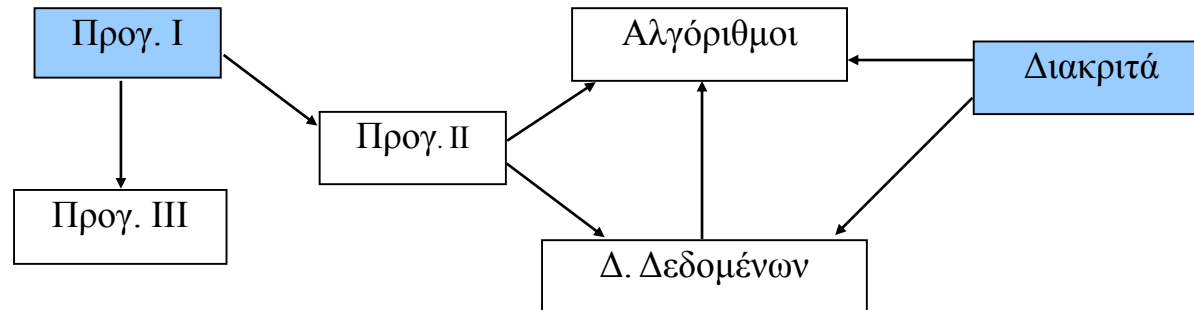 Προγ. Ι
Αλγόριθμοι
Διακριτά
Προγ. ΙΙ
Προγ. ΙΙΙ
Δ. Δεδομένων